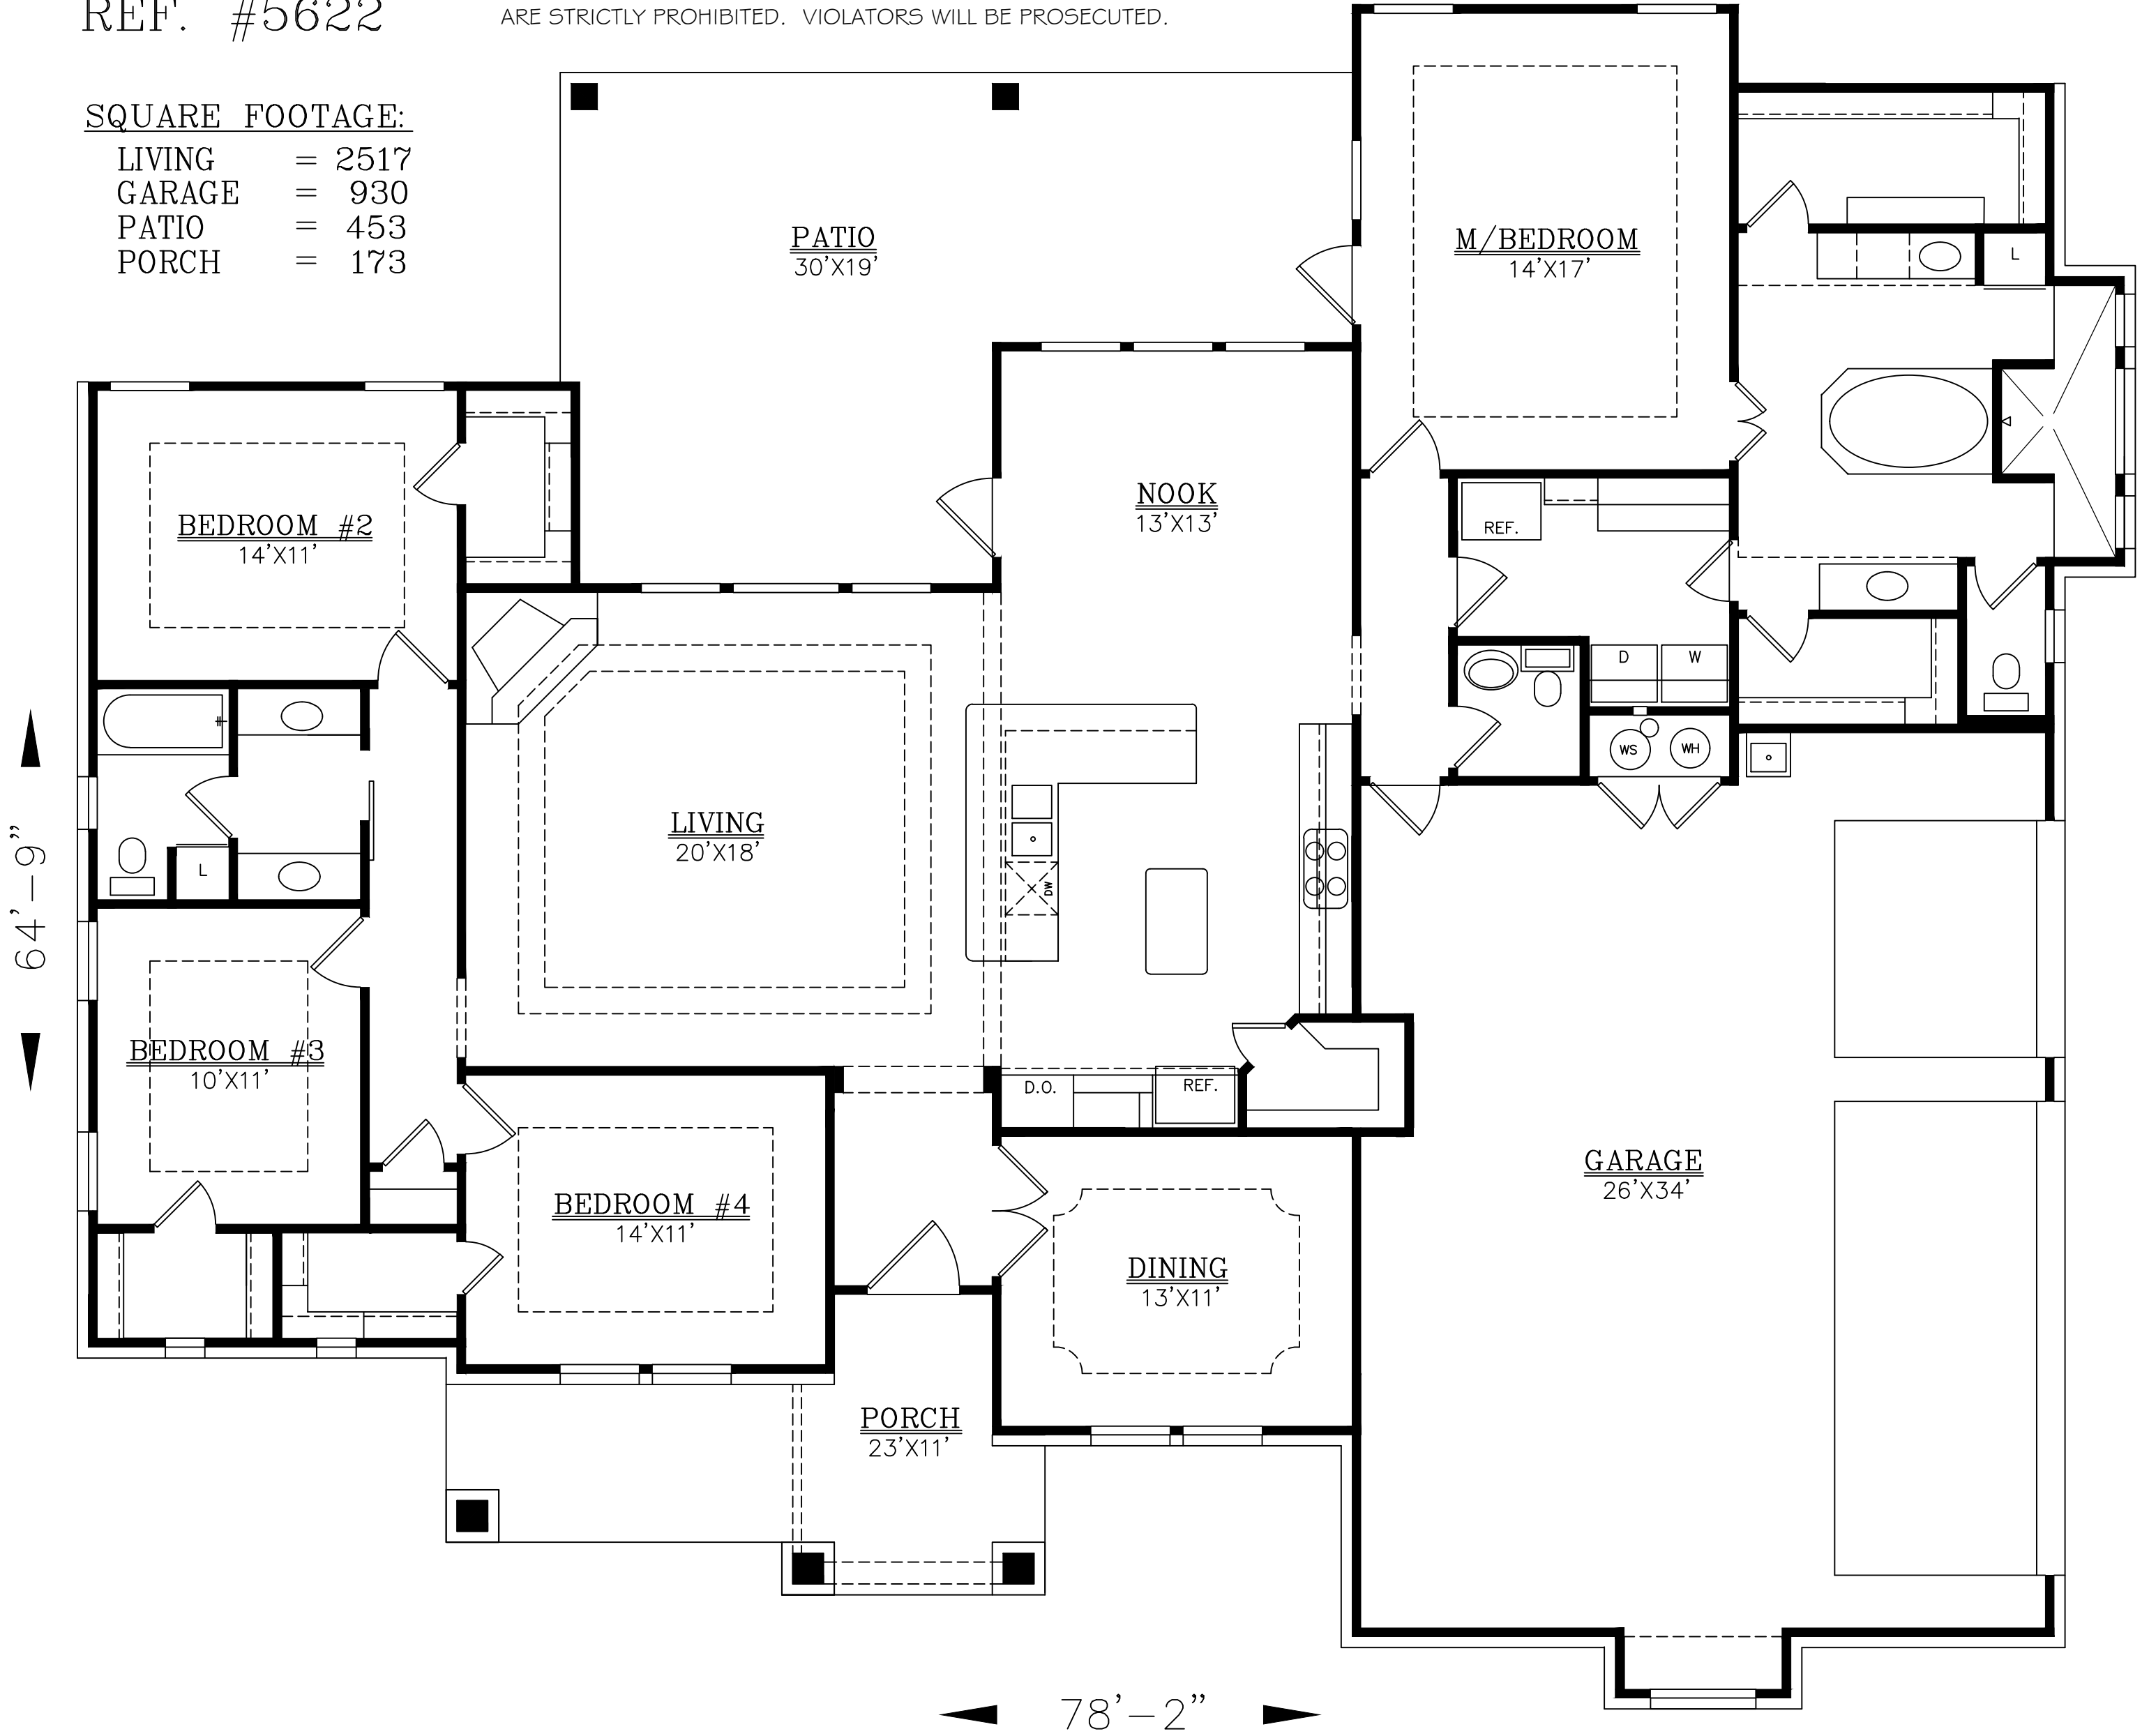 REF. #5622
ARE STRICTLY PROHIBITED. VIOLATORS WILL BE PROSECUTED.
SQUARE FOOTAGE:
LIVING = 2517
GARAGE = 930
PATIO = 453
PORCH = 173
PATIO
30'X19'
M/BEDROOM
14'X17'
L
NOOK
13'X13'
BEDROOM #2
14'X11'
REF.
D
W
WS
WH
LIVING
20'X18'
L
DW
64'-9"
BEDROOM #3
10'X11'
D.O.
REF.
GARAGE
26'X34'
BEDROOM #4
14'X11'
DINING
13'X11'
PORCH
23'X11'
78'-2"